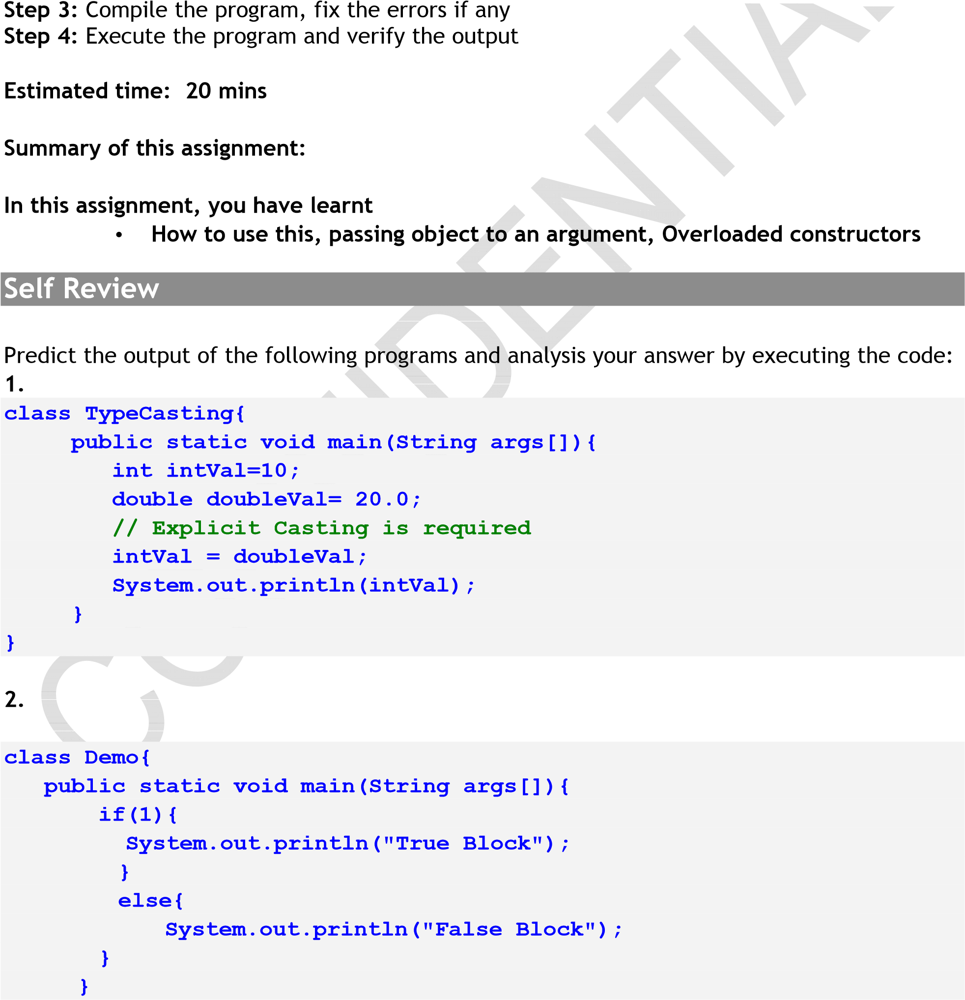 Step 3: Compile the program, fix the errors if any
Step 4: Execute the program and verify the output
Estimated time:  20 mins
Summary of this assignment:
In this assignment, you have learnt
• How to use this, passing object to an argument, Overloaded constructors
Self Review
Predict the output of the following programs and analysis your answer by executing the code:
1.
class TypeCasting{
public static void main(String args[]){
int intVal=10;
double doubleVal= 20.0;
// Explicit Casting is required
intVal = doubleVal;
System.out.println(intVal);
}
}
2.
class Demo{
public static void main(String args[]){
if(1){
System.out.println("True Block");
}
else{
System.out.println("False Block");
}
}